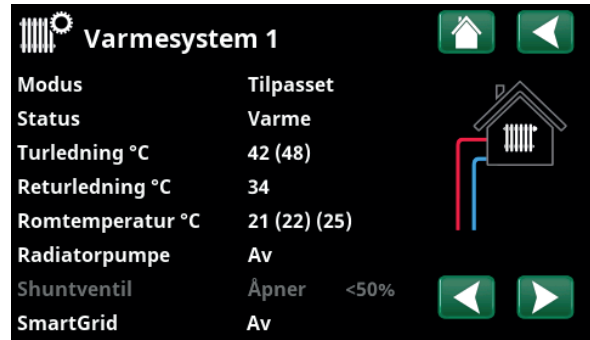 Varmesystem 1
Modus Tilpasset
Status Varme
Turledning °C 42 (48)
Returledning °C 34
Romtemperatur °C 21 (22) (25)
Radiatorpumpe Av
Shuntventil Åpner <50%
SmartGrid Av